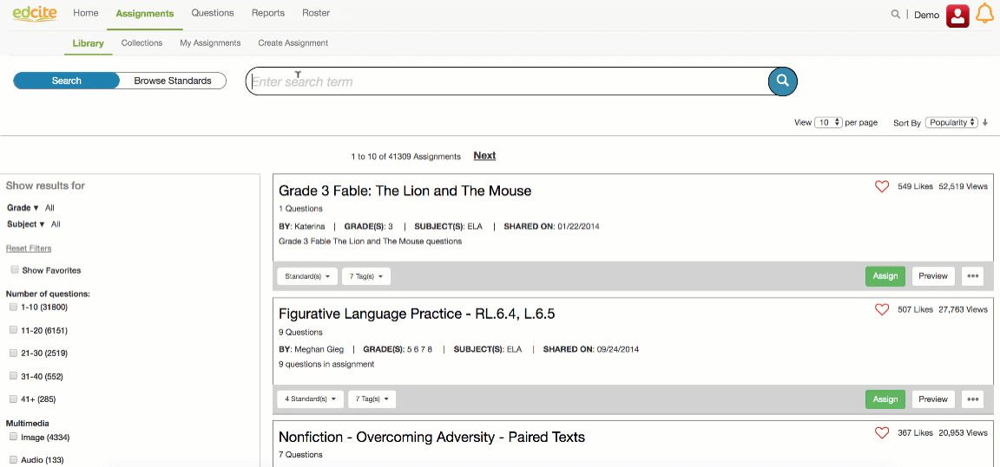 edcite Home Assignments Questions Reports Roster Demo
Library Collections My Assignments Create Assignment
Search Browse Standards Enter search term
View 10 per page Sort By Popularity
1 to 10 of 41309 Assignments Next
Show results for
Grade ▾ All
Subject ▾ All
Reset Filters
Show Favorites
Number of questions:
1-10 (31800)
11-20 (6151)
21-30 (2519)
31-40 (552)
41+ (285)
Multimedia
Image (4334)
Audio (133)
Grade 3 Fable: The Lion and The Mouse 549 Likes 52,519 Views
1 Questions
BY: Katerina | GRADE(S): 3 | SUBJECT(S): ELA | SHARED ON: 01/22/2014
Grade 3 Fable The Lion and The Mouse questions
Standard(s) 7 Tag(s) Assign Preview •••
Figurative Language Practice - RL.6.4, L.6.5 507 Likes 27,763 Views
9 Questions
BY: Meghan Gieg | GRADE(S): 5 6 7 8 | SUBJECT(S): ELA | SHARED ON: 09/24/2014
9 questions in assignment
4 Standard(s) 7 Tag(s) Assign Preview •••
Nonfiction - Overcoming Adversity - Paired Texts 367 Likes 20,953 Views
7 Questions